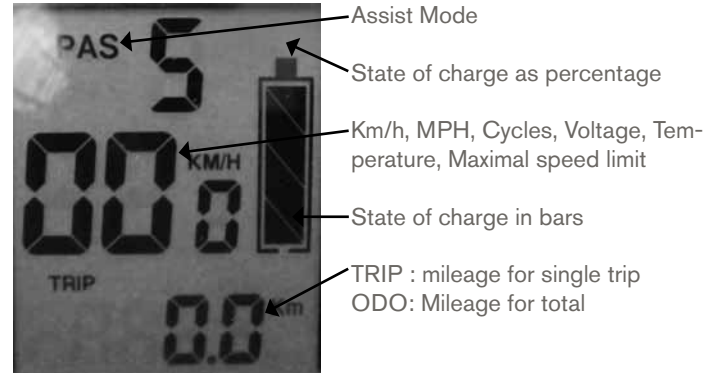 PAS 5
Assist Mode
State of charge as percentage
00 KM/H 0
Km/h, MPH, Cycles, Voltage, Tem-
perature, Maximal speed limit
State of charge in bars
TRIP
0.0 Km
TRIP : mileage for single trip
ODO: Mileage for total